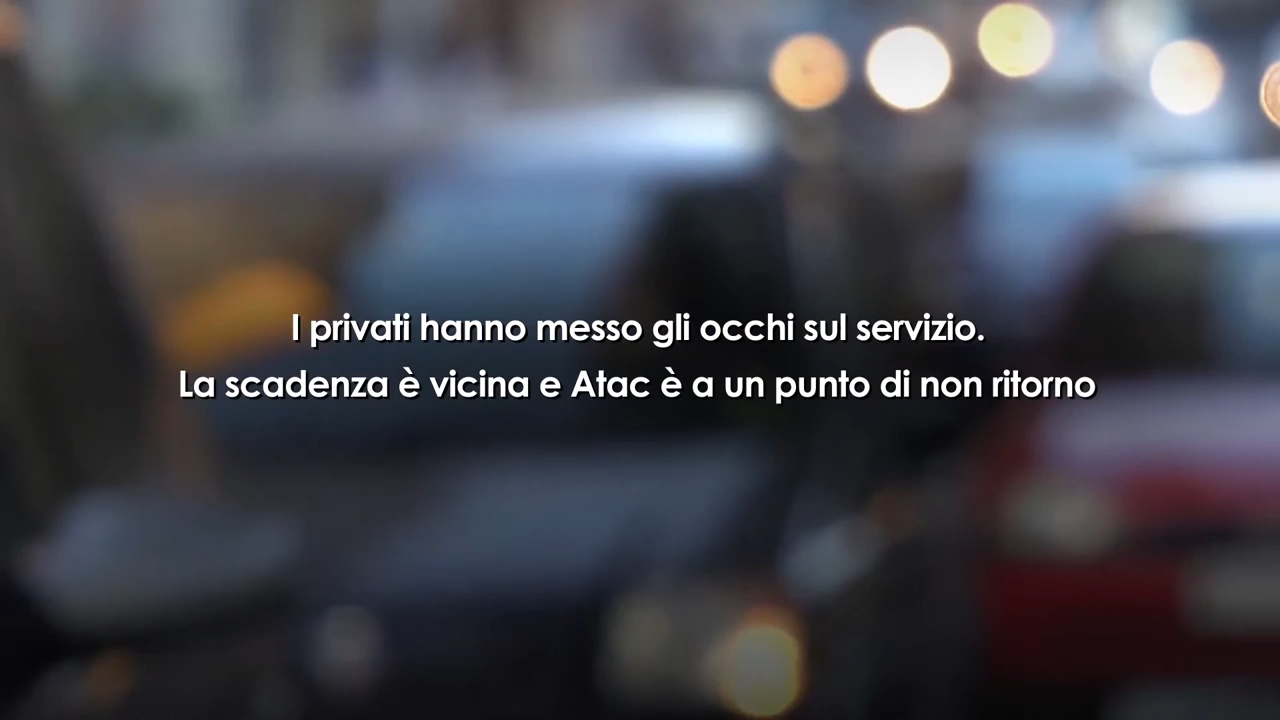 I privati hanno messo gli occhi sul servizio.
La scadenza è vicina e Atac è a un punto di non ritorno